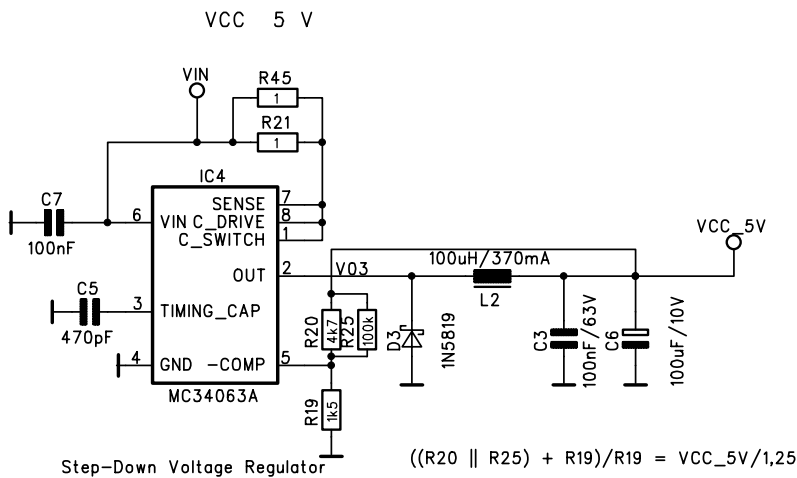 VCC 5 V
VIN
R45
1
R21
1
IC4
C7
100nF
6
VIN
SENSE
7
C_DRIVE
8
C_SWITCH
1
OUT
2
V03
100uH/370mA
L2
VCC_5V
C5
470pF
3
TIMING_CAP
4
GND
-COMP
5
MC34063A
R20
4k7
R25
100k
R19
1k5
D3
1N5819
C3
100nF/63V
C6
100uF/10V
Step-Down Voltage Regulator
((R20 || R25) + R19)/R19 = VCC_5V/1,25